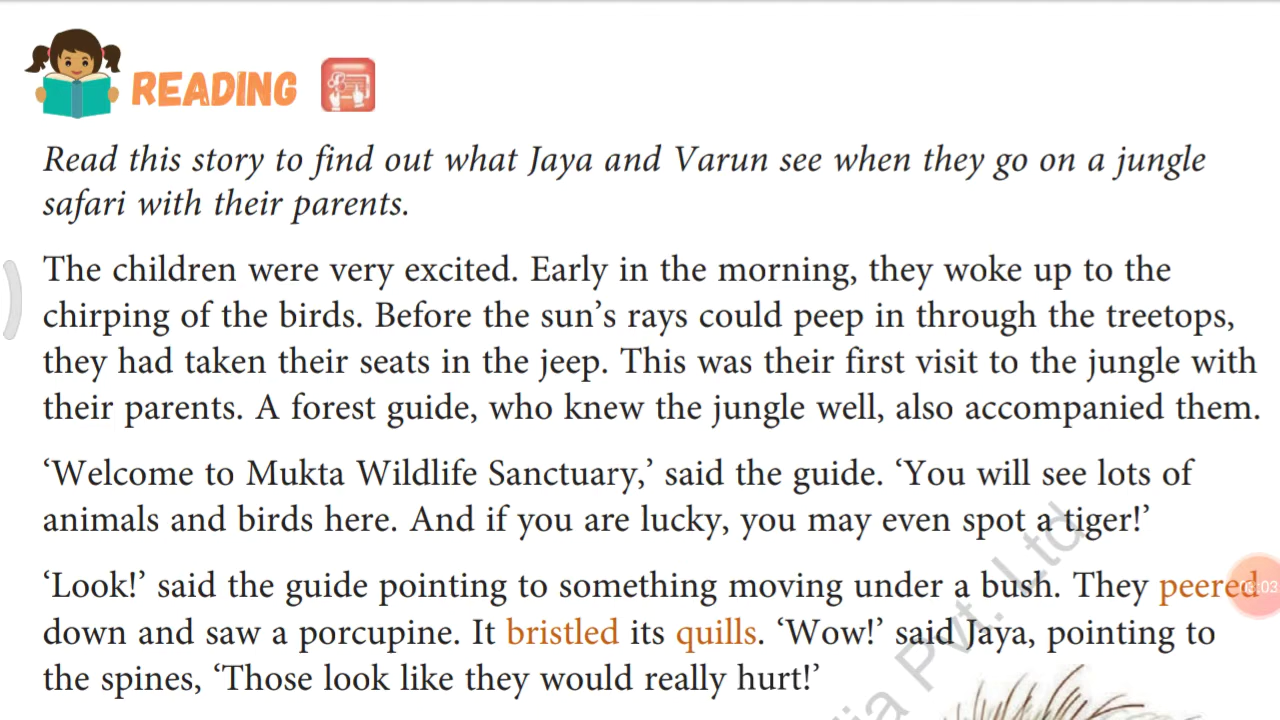 READING
Read this story to find out what Jaya and Varun see when they go on a jungle
safari with their parents.
The children were very excited. Early in the morning, they woke up to the
chirping of the birds. Before the sun’s rays could peep in through the treetops,
they had taken their seats in the jeep. This was their first visit to the jungle with
their parents. A forest guide, who knew the jungle well, also accompanied them.
‘Welcome to Mukta Wildlife Sanctuary,’ said the guide. ‘You will see lots of
animals and birds here. And if you are lucky, you may even spot a tiger!’
‘Look!’ said the guide pointing to something moving under a bush. They peered
down and saw a porcupine. It bristled its quills. ‘Wow!’ said Jaya, pointing to
the spines, ‘Those look like they would really hurt!’
Pvt. Ltd